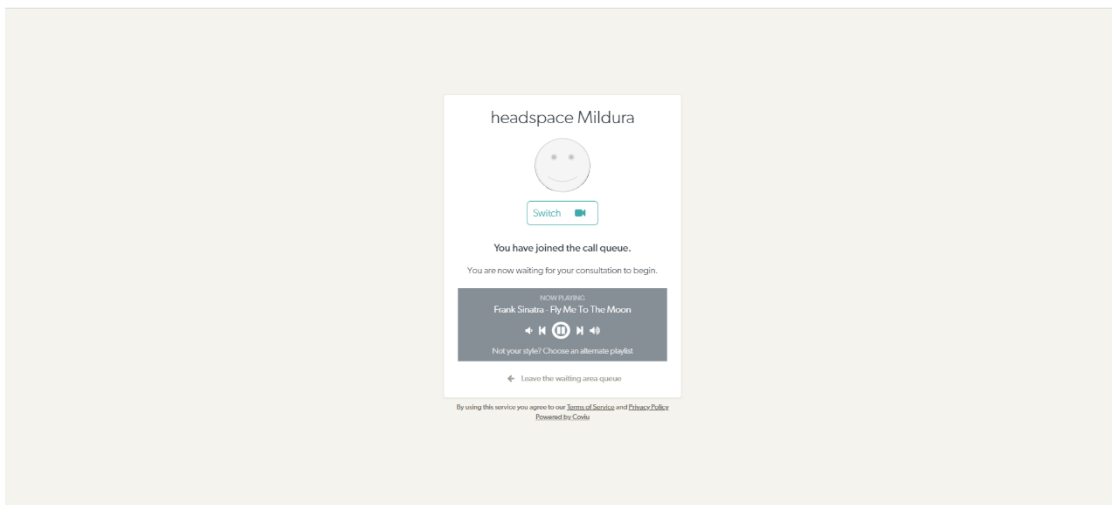 headspace Mildura
Switch
You have joined the call queue.
You are now waiting for your consultation to begin.
NOW PLAYING
Frank Sinatra - Fly Me To The Moon
Not your style? Choose an alternate playlist
Leave the waiting area queue
By using this service you agree to our Terms of Service and Privacy Policy
Powered by Coviu